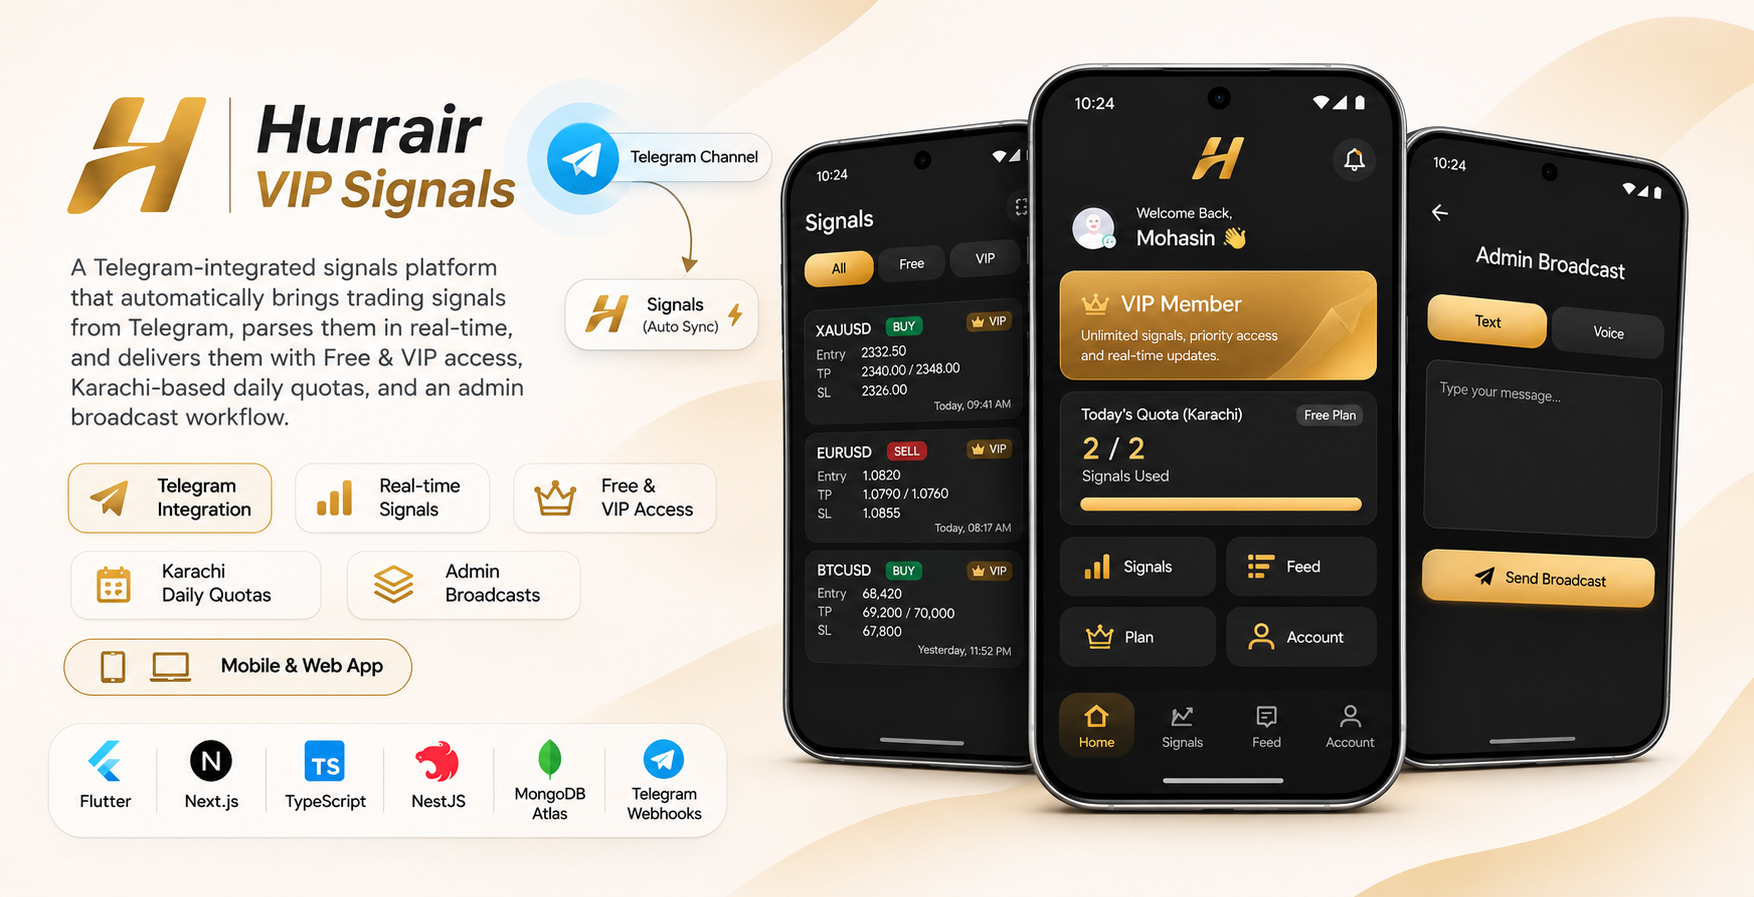 Hurrair
VIP Signals
Telegram Channel
Signals
(Auto Sync)
A Telegram-integrated signals platform
that automatically brings trading signals
from Telegram, parses them in real-time,
and delivers them with Free & VIP access,
Karachi-based daily quotas, and an admin
broadcast workflow.
Telegram
Integration
Real-time
Signals
Free &
VIP Access
Karachi
Daily Quotas
Admin
Broadcasts
Mobile & Web App
Flutter
N
Next.js
TS
TypeScript
NestJS
MongoDB
Atlas
Telegram
Webhooks
10:24
Signals
All
Free
VIP
XAUUSD BUY VIP
Entry 2332.50
TP 2340.00 / 2348.00
SL 2326.00
Today, 09:41 AM
EURUSD SELL VIP
Entry 1.0820
TP 1.0790 / 1.0760
SL 1.0855
Today, 08:17 AM
BTCUSD BUY VIP
Entry 68,420
TP 69,200 / 70,000
SL 67,800
Yesterday, 11:52 PM
10:24
Welcome Back,
Mohasin 👋
VIP Member
Unlimited signals, priority access
and real-time updates.
Today's Quota (Karachi) Free Plan
2 / 2
Signals Used
Signals
Feed
Plan
Account
Home
Signals
Feed
Account
10:24
Admin Broadcast
Text
Voice
Type your message...
Send Broadcast